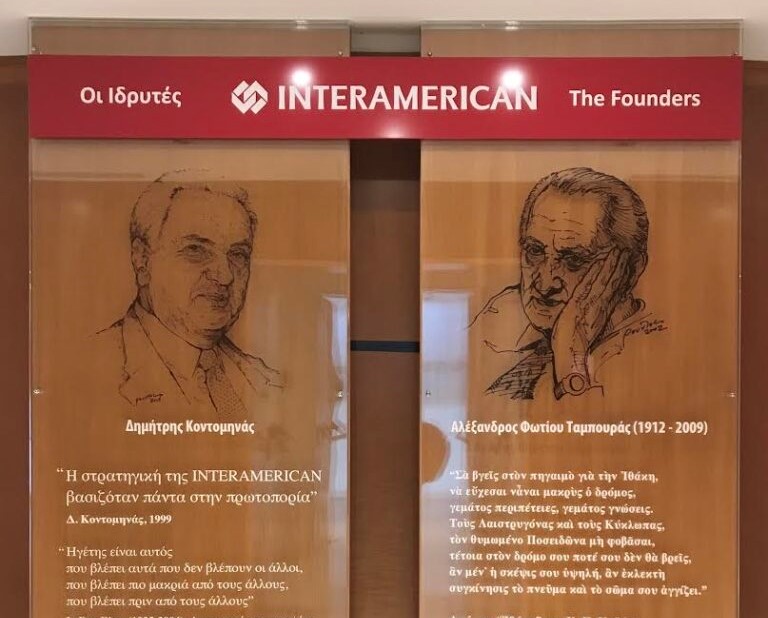 Οι Ιδρυτές
INTERAMERICAN
The Founders
Δημήτρης Κοντομηνάς
“Η στρατηγική της INTERAMERICAN
βασιζόταν πάντα στην πρωτοπορία”
Δ. Κοντομηνάς, 1999
“Ηγέτης είναι αυτός
που βλέπει αυτά που δεν βλέπουν οι άλλοι,
που βλέπει πιο μακριά από τους άλλους,
που βλέπει πριν από τους άλλους”
2002
Αλέξανδρος Φωτίου Ταμπουράς (1912 - 2009)
“Σὰ βγεῖς στὸν πηγαιμὸ γιὰ τὴν Ἰθάκη,
νὰ εὔχεσαι νἆναι μακρὺς ὁ δρόμος,
γεμάτος περιπέτειες, γεμάτος γνώσεις.
Τοὺς Λαιστρυγόνας καὶ τοὺς Κύκλωπας,
τὸν θυμωμένο Ποσειδῶνα μὴ φοβᾶσαι,
τέτοια στὸν δρόμο σου ποτέ σου δὲν θὰ βρεῖς,
ἂν μέν᾽ ἡ σκέψις σου ὑψηλή, ἂν ἐκλεκτὴ
συγκίνησις τὸ πνεῦμα καὶ τὸ σῶμα σου ἀγγίζει.”